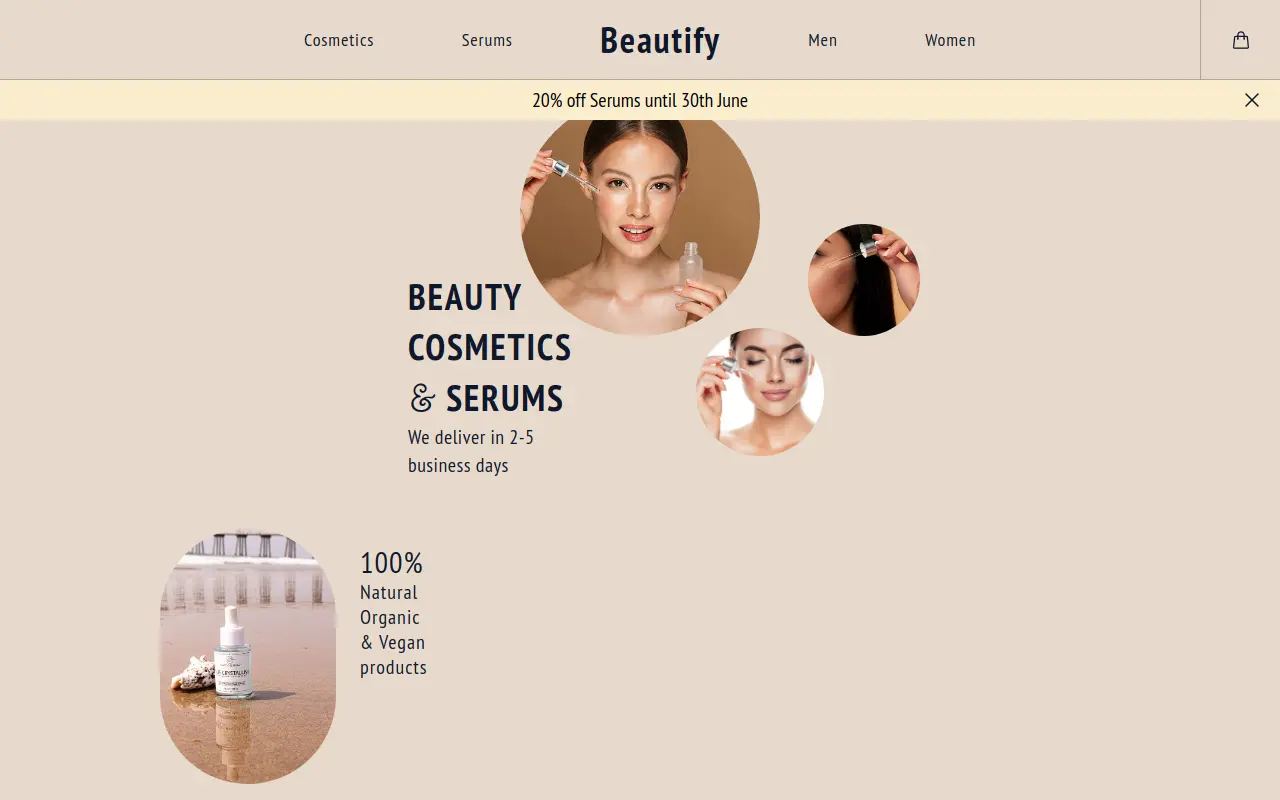 Cosmetics
Serums
Beautify
Men
Women
20% off Serums until 30th June
BEAUTY
COSMETICS
& SERUMS
We deliver in 2-5
business days
100%
Natural
Organic
& Vegan
products